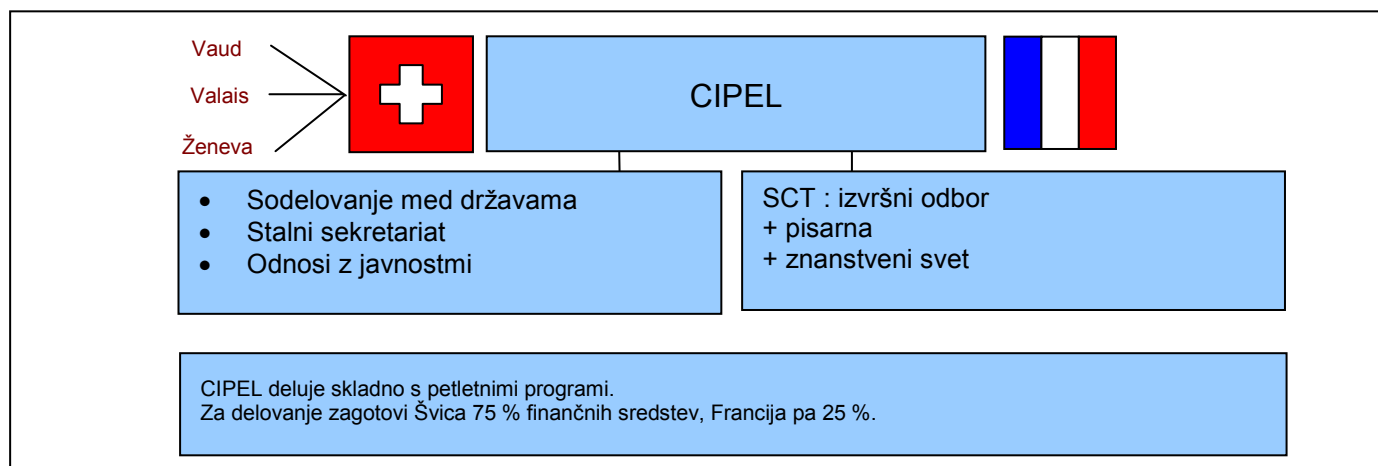 Vaud
Valais
Ženeva
CIPEL
• Sodelovanje med državama
• Stalni sekretariat
• Odnosi z javnostmi
SCT : izvršni odbor
+ pisarna
+ znanstveni svet
CIPEL deluje skladno s petletnimi programi.
Za delovanje zagotovi Švica 75 % finančnih sredstev, Francija pa 25 %.